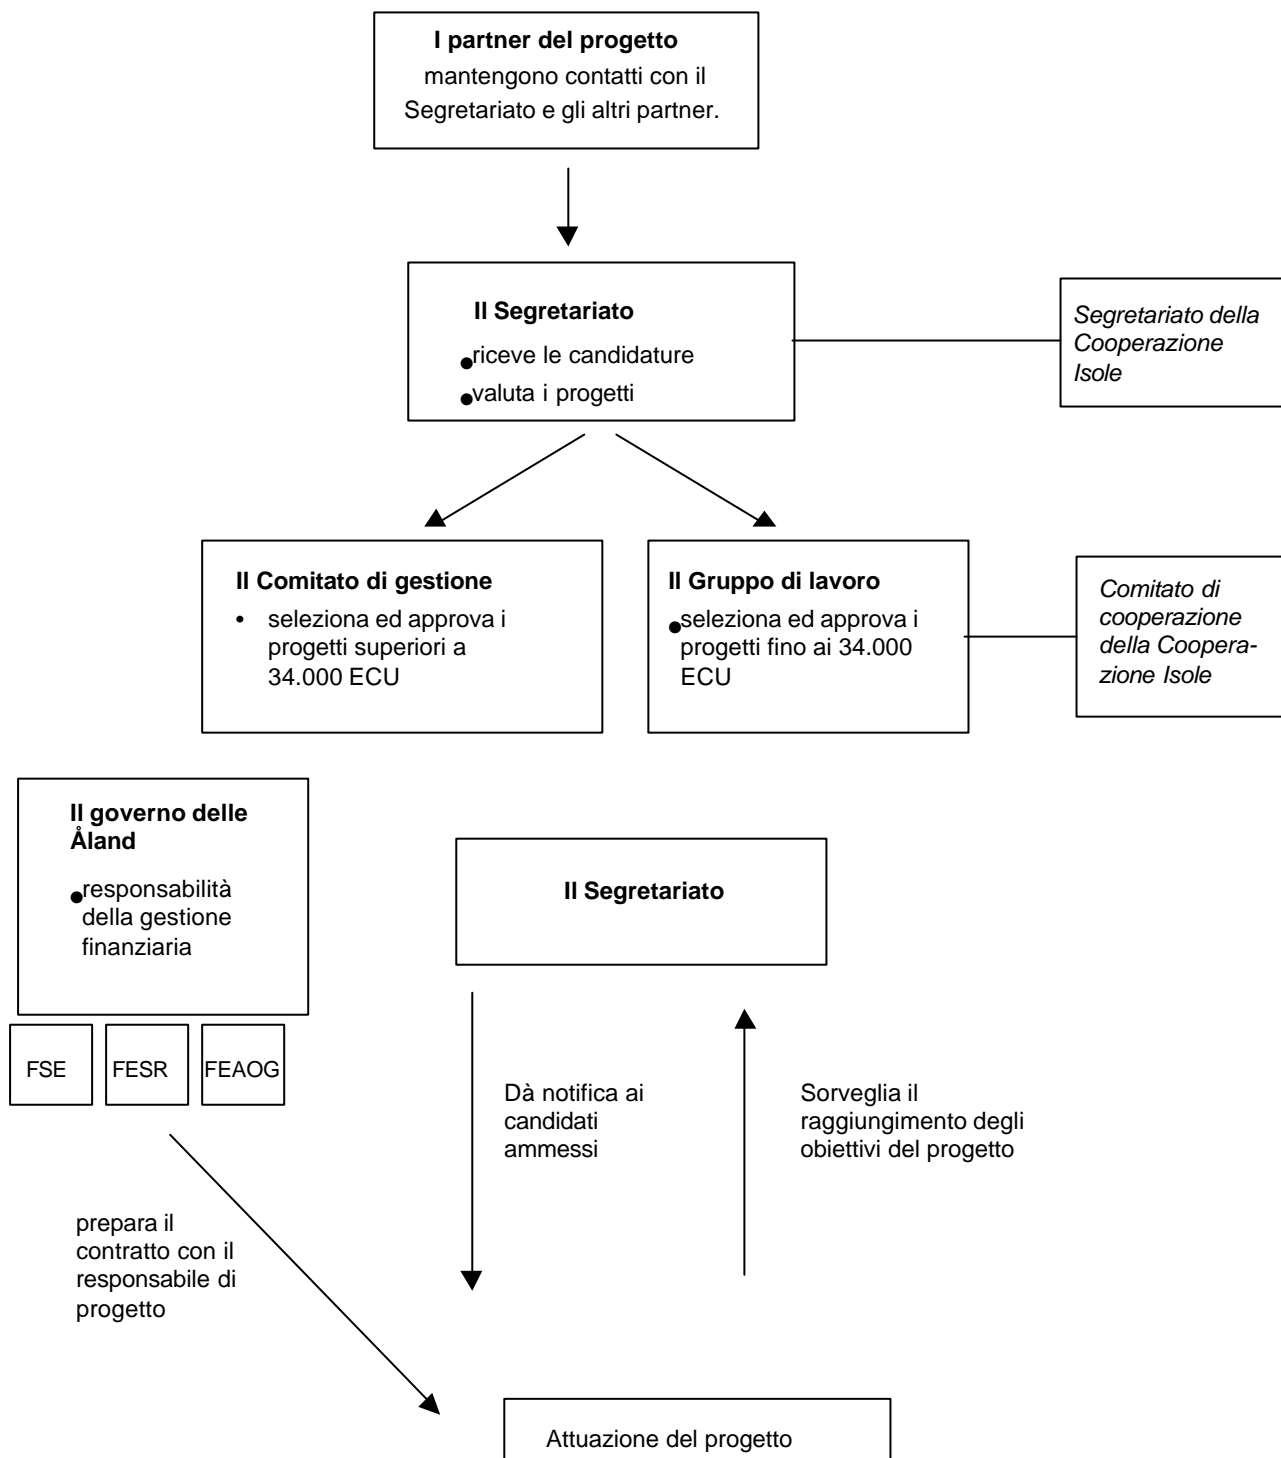 I partner del progetto
mantengono contatti con il
Segretariato e gli altri partner.
Il Segretariato
• riceve le candidature
• valuta i progetti
Segretariato della
Cooperazione
Isole
Il Comitato di gestione
• seleziona ed approva i
progetti superiori a
34.000 ECU
Il Gruppo di lavoro
• seleziona ed approva i
progetti fino ai 34.000
ECU
Comitato di
cooperazione
della Coopera-
zione Isole
Il governo delle
Åland
• responsabilità
della gestione
finanziaria
FSE
FESR
FEAOG
Il Segretariato
Dà notifica ai
candidati
ammessi
Sorveglia il
raggiungimento degli
obiettivi del progetto
prepara il
contratto con il
responsabile di
progetto
Attuazione del progetto